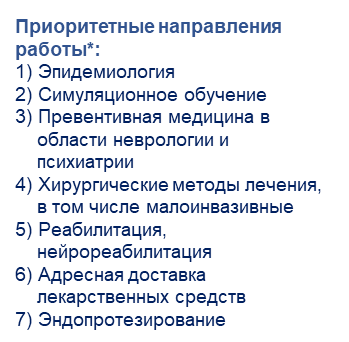 Приоритетные направления
работы*:
1) Эпидемиология
2) Симуляционное обучение
3) Превентивная медицина в
области неврологии и
психиатрии
4) Хирургические методы лечения,
в том числе малоинвазивные
5) Реабилитация,
нейрореабилитация
6) Адресная доставка
лекарственных средств
7) Эндопротезирование